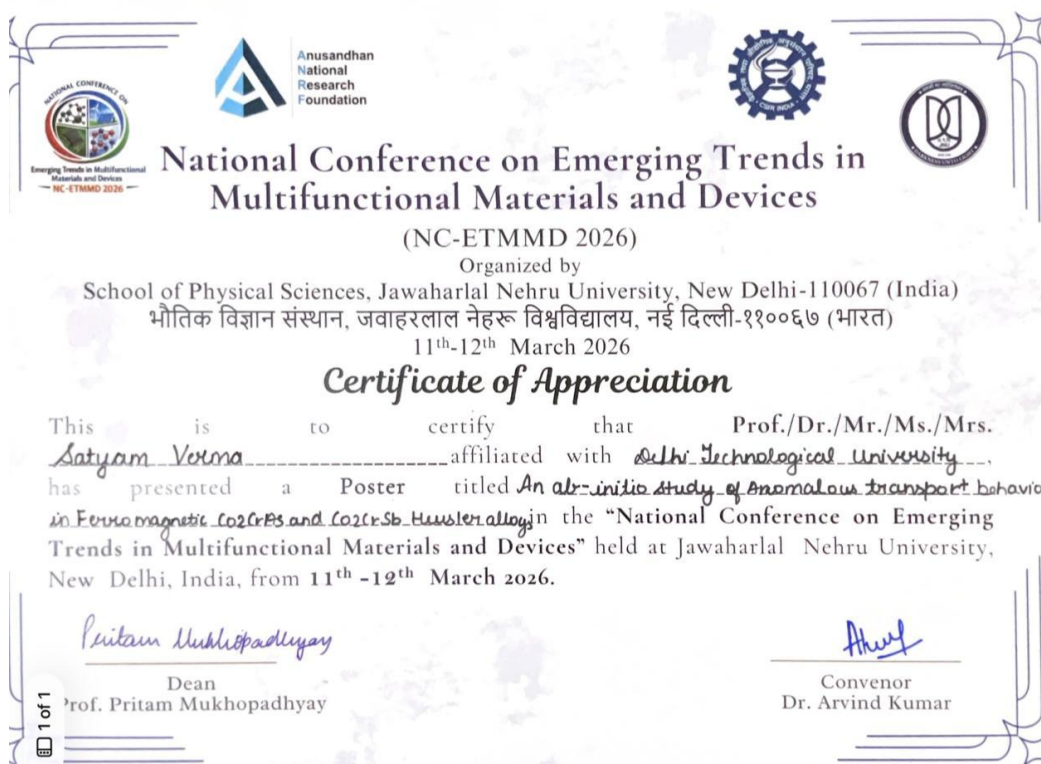 Anusandhan
National
Research
Foundation
NATIONAL CONFERENCE ON
Emerging Trends in Multifunctional
Materials and Devices
NC-ETMMD 2026
CSIR INDIA
National Conference on Emerging Trends in
Multifunctional Materials and Devices
(NC-ETMMD 2026)
Organized by
School of Physical Sciences, Jawaharlal Nehru University, New Delhi-110067 (India)
भौतिक विज्ञान संस्थान, जवाहरलाल नेहरू विश्वविद्यालय, नई दिल्ली-११००६७ (भारत)
11th-12th March 2026
Certificate of Appreciation
This is to certify that Prof./Dr./Mr./Ms./Mrs.
Satyam Verma affiliated with Delhi Technological University,
has presented a Poster titled An ab-initio study of Anomalous transport behavio
in Ferromagnetic Co2CrAs and Co2CrSb Heusler alloys in the “National Conference on Emerging
Trends in Multifunctional Materials and Devices” held at Jawaharlal Nehru University,
New Delhi, India, from 11th -12th March 2026.
Pritam Mukhopadhyay
Dean
Prof. Pritam Mukhopadhyay
Convenor
Dr. Arvind Kumar
1 of 1